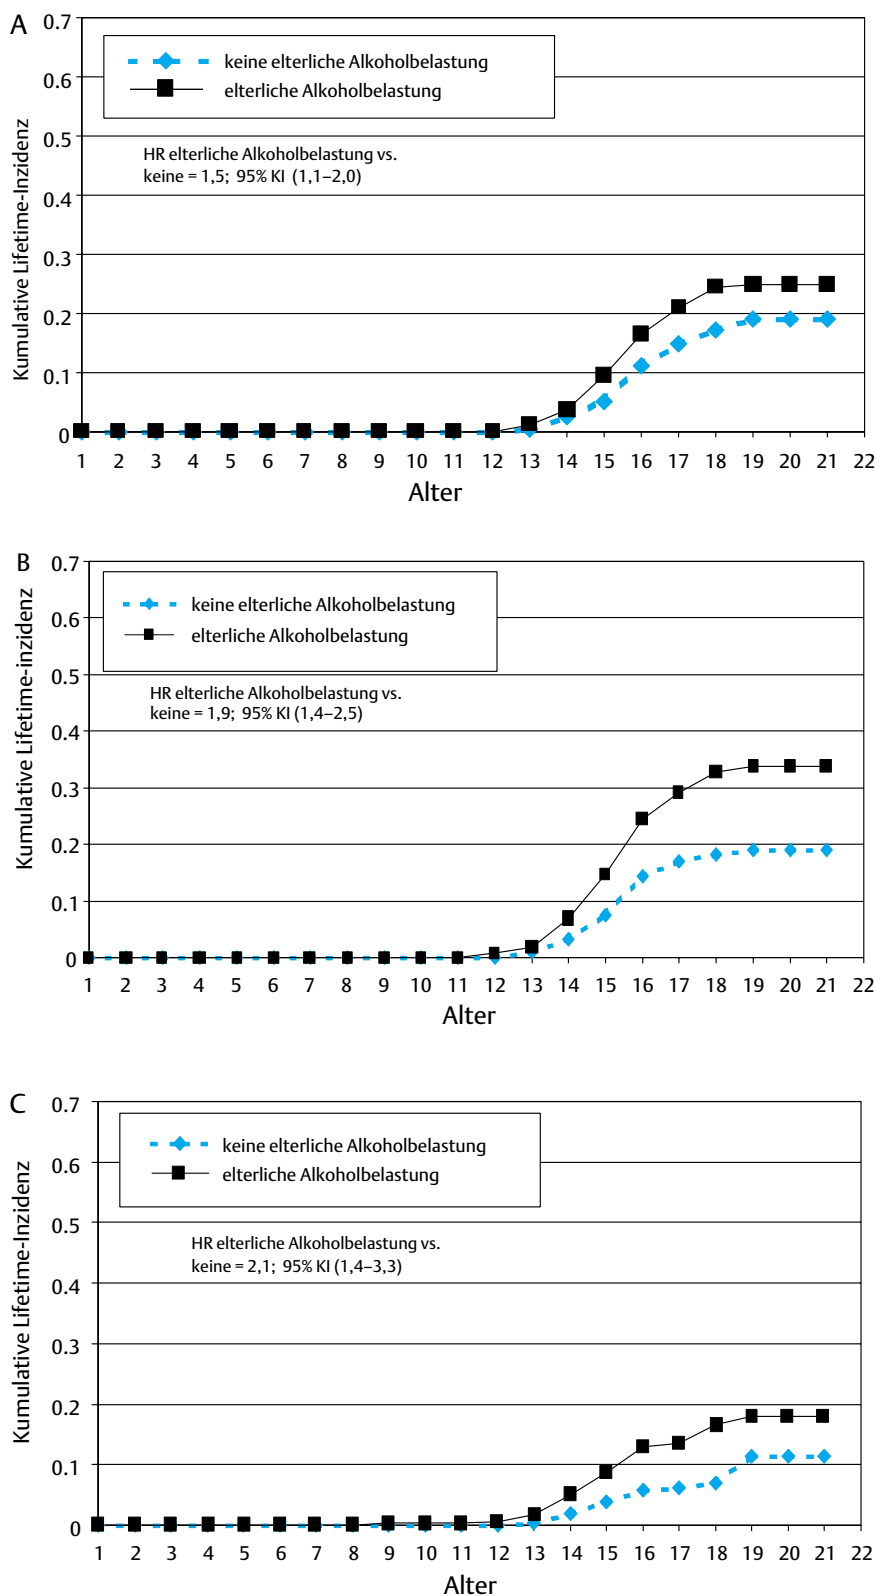 A
0.7
keine elterliche Alkoholbelastung
0.6
elterliche Alkoholbelastung
0.5
HR elterliche Alkoholbelastung vs.
keine = 1,5; 95% KI (1,1–2,0)
0.4
0.3
0.2
0.1
0
Kumulative Lifetime-Inzidenz
1 2 3 4 5 6 7 8 9 10 11 12 13 14 15 16 17 18 19 20 21 22
Alter
B
0.7
keine elterliche Alkoholbelastung
0.6
elterliche Alkoholbelastung
0.5
HR elterliche Alkoholbelastung vs.
keine = 1,9; 95% KI (1,4–2,5)
0.4
0.3
0.2
0.1
0
Kumulative Lifetime-inzidenz
1 2 3 4 5 6 7 8 9 10 11 12 13 14 15 16 17 18 19 20 21 22
Alter
C
0.7
keine elterliche Alkoholbelastung
0.6
elterliche Alkoholbelastung
0.5
HR elterliche Alkoholbelastung vs.
keine = 2,1; 95% KI (1,4–3,3)
0.4
0.3
0.2
0.1
0
Kumulative Lifetime-Inzidenz
1 2 3 4 5 6 7 8 9 10 11 12 13 14 15 16 17 18 19 20 21 22
Alter